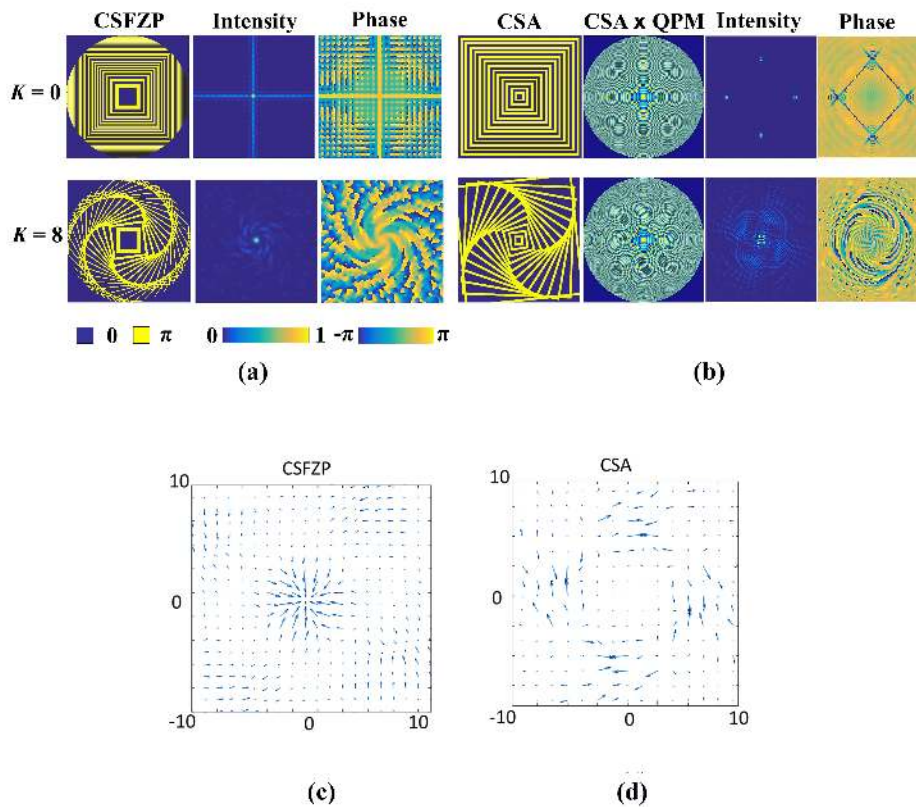 CSFZP Intensity Phase CSA CSA x QPM Intensity Phase
K = 0
K = 8
0 π 0 1 -π π
(a) (b)
CSFZP CSA
10 10
0 0
-10 0 10 -10 0 10
(c) (d)